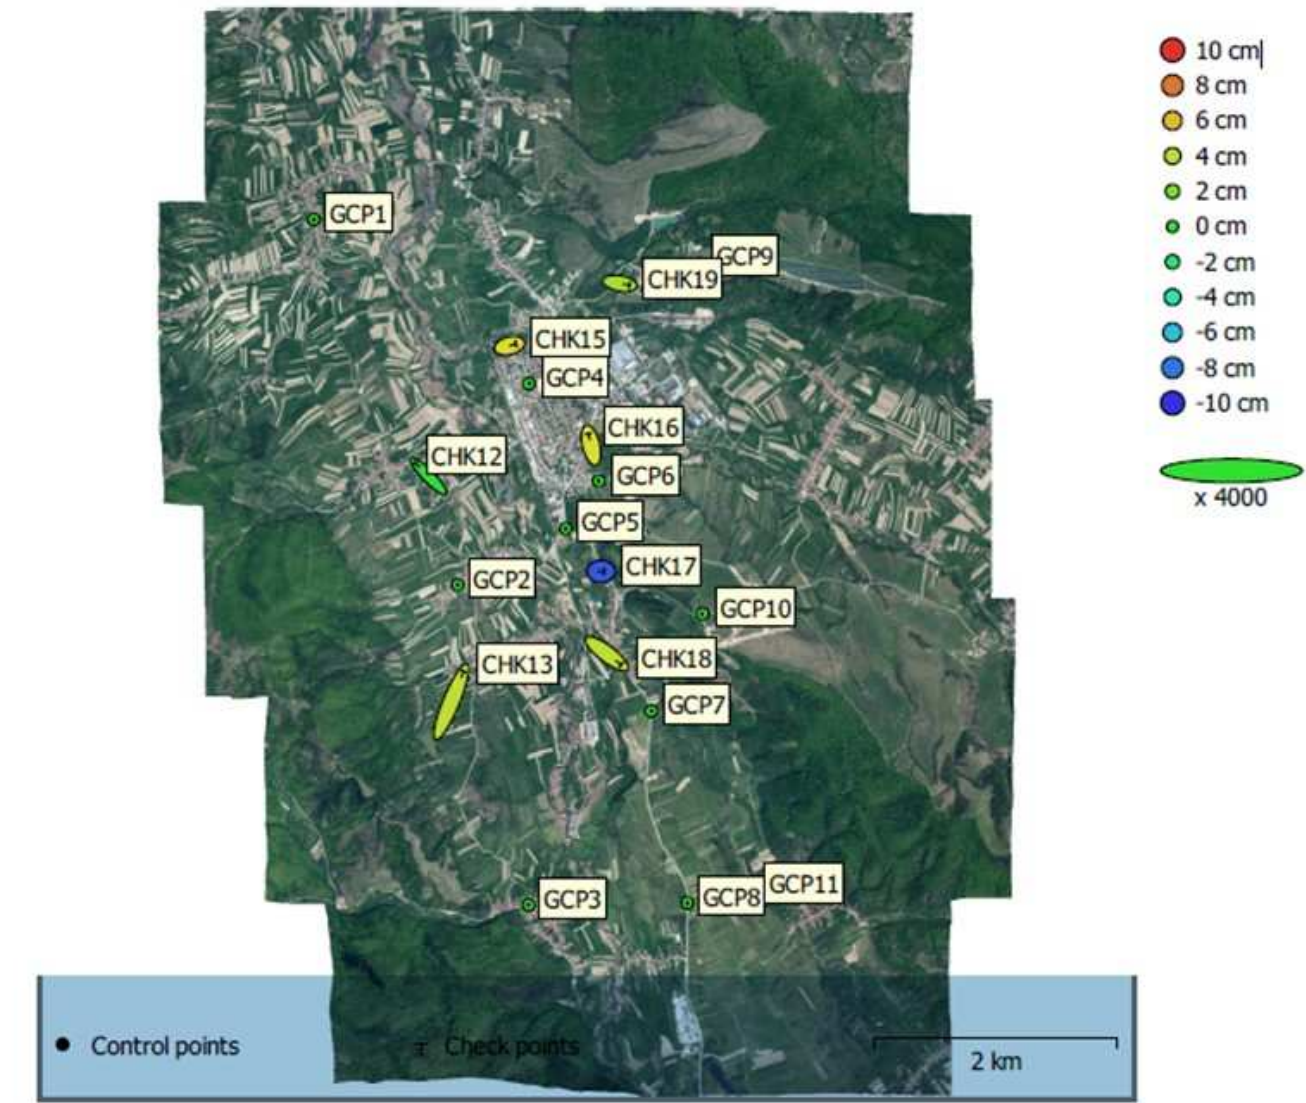 10 cm
8 cm
6 cm
4 cm
2 cm
0 cm
-2 cm
-4 cm
-6 cm
-8 cm
-10 cm
x 4000
GCP1
GCP9
CHK19
CHK15
GCP4
CHK16
CHK12
GCP6
GCP5
CHK17
GCP2
GCP10
CHK18
CHK13
GCP7
GCP11
GCP3
GCP8
Control points
Check points
2 km